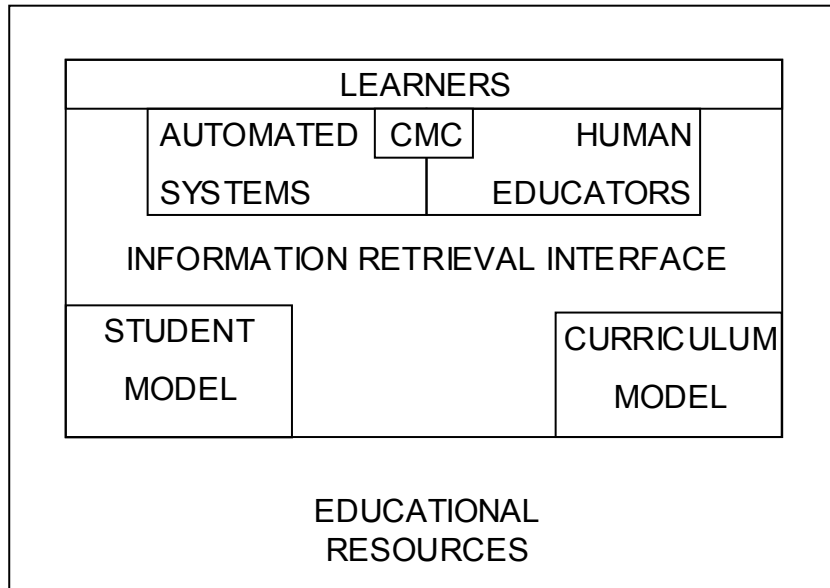 LEARNERS
AUTOMATED CMC HUMAN
SYSTEMS EDUCATORS
INFORMATION RETRIEVAL INTERFACE
STUDENT
MODEL
CURRICULUM
MODEL
EDUCATIONAL
RESOURCES